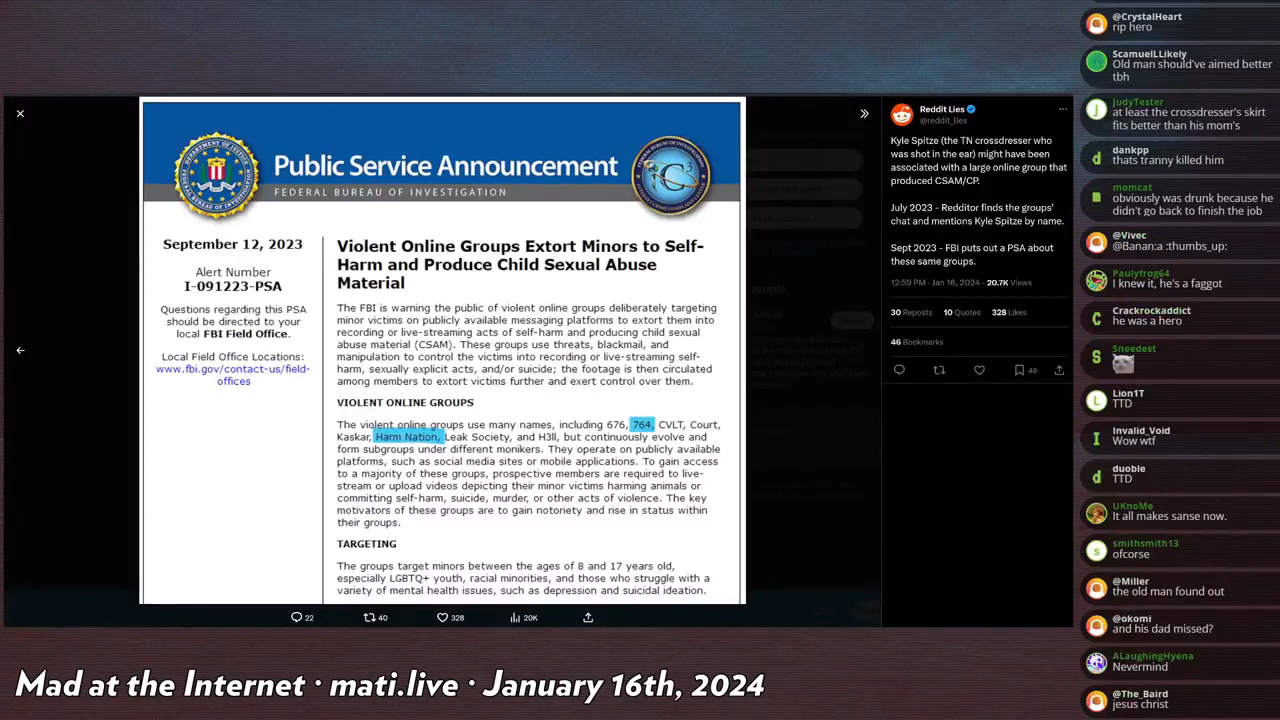 Public Service Announcement
FEDERAL BUREAU OF INVESTIGATION
September 12, 2023
Alert Number
I-091223-PSA
Questions regarding this PSA
should be directed to your
local FBI Field Office.
Local Field Office Locations:
www.fbi.gov/contact-us/field-
offices
Violent Online Groups Extort Minors to Self-
Harm and Produce Child Sexual Abuse
Material
The FBI is warning the public of violent online groups deliberately targeting
minor victims on publicly available messaging platforms to extort them into
recording or live-streaming acts of self-harm and producing child sexual
abuse material (CSAM). These groups use threats, blackmail, and
manipulation to control the victims into recording or live-streaming self-
harm, sexually explicit acts, and/or suicide; the footage is then circulated
among members to extort victims further and exert control over them.
VIOLENT ONLINE GROUPS
The violent online groups use many names, including 676, 764, CVLT, Court,
Kaskar, Harm Nation, Leak Society, and H3ll, but continuously evolve and
form subgroups under different monikers. They operate on publicly available
platforms, such as social media sites or mobile applications. To gain access
to a majority of these groups, prospective members are required to live-
stream or upload videos depicting their minor victims harming animals or
committing self-harm, suicide, murder, or other acts of violence. The key
motivators of these groups are to gain notoriety and rise in status within
their groups.
TARGETING
The groups target minors between the ages of 8 and 17 years old,
especially LGBTQ+ youth, racial minorities, and those who struggle with a
variety of mental health issues, such as depression and suicidal ideation.
22
40
328
20K
Reddit Lies
@reddit_lies
Kyle Spitze (the TN crossdresser who
was shot in the ear) might have been
associated with a large online group that
produced CSAM/CP.
July 2023 - Redditor finds the groups'
chat and mentions Kyle Spitze by name.
Sept 2023 - FBI puts out a PSA about
these same groups.
12:59 PM · Jan 16, 2024 · 20.7K Views
30 Reposts 10 Quotes 328 Likes
46 Bookmarks
46
@CrystalHeart
rip hero
ScamuelLLikely
Old man should've aimed better
tbh
JudyTester
at least the crossdresser's skirt
fits better than his mom's
dankpp
thats tranny killed him
momcat
obviously was drunk because he
didn't go back to finish the job
@Vivec
@Banan:a :thumbs_up:
Paulyfrog64
I knew it, he's a faggot
Crackrockaddict
he was a hero
Sneedest
Lion1T
TTD
Invalid_Void
Wow wtf
duoble
TTD
UKnoMe
It all makes sanse now.
smithsmith13
ofcorse
@Miller
the old man found out
@okomi
and his dad missed?
ALaughingHyena
Nevermind
@The_Baird
jesus christ
Mad at the Internet · mati.live · January 16th, 2024